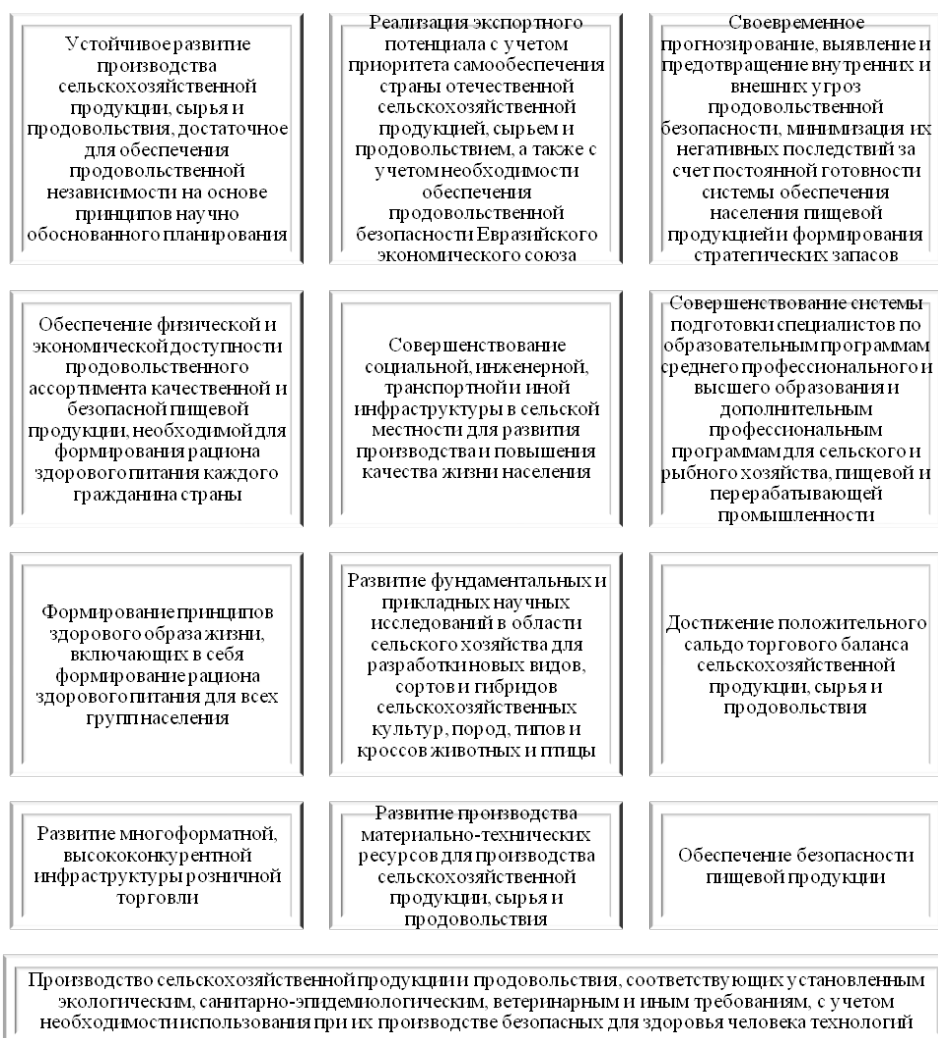 Устойчивое развитие
производства
сельскохозяйственной
продукции, сырья и
продовольствия, достаточное
для обеспечения
продовольственной
независимости на основе
принципов научно
обоснованного планирования
Реализация экспортного
потенциала с учетом
приоритета самообеспечения
страны отечественной
сельскохозяйственной
продукцией, сырьем и
продовольствием, а также с
учетом необходимости
обеспечения
продовольственной
безопасности Евразийского
экономического союза
Своевременное
прогнозирование, выявление и
предотвращение внутренних и
внешних угроз
продовольственной
безопасности, минимизация их
негативных последствий за
счет постоянной готовности
системы обеспечения
населения пищевой
продукцией и формирования
стратегических запасов
Обеспечение физической и
экономической доступности
продовольственного
ассортимента качественной и
безопасной пищевой
продукции, необходимой для
формирования рациона
здорового питания каждого
гражданина страны
Совершенствование
социальной, инженерной,
транспортной и иной
инфраструктуры в сельской
местности для развития
производства и повышения
качества жизни населения
Совершенствование системы
подготовки специалистов по
образовательным программам
среднего профессионального и
высшего образования и
дополнительным
профессиональным
программам для сельского и
рыбного хозяйства, пищевой и
перерабатывающей
промышленности
Формирование принципов
здорового образа жизни,
включающих в себя
формирование рациона
здорового питания для всех
групп населения
Развитие фундаментальных и
прикладных научных
исследований в области
сельского хозяйства для
разработки новых видов,
сортов и гибридов
сельскохозяйственных
культур, пород, типов и
кроссов животных и птицы
Достижение положительного
сальдо торгового баланса
сельскохозяйственной
продукции, сырья и
продовольствия
Развитие многоформатной,
высококонкурентной
инфраструктуры розничной
торговли
Развитие производства
материально-технических
ресурсов для производства
сельскохозяйственной
продукции, сырья и
продовольствия
Обеспечение безопасности
пищевой продукции
Производство сельскохозяйственной продукции и продовольствия, соответствующих установленным
экологическим, санитарно-эпидемиологическим, ветеринарным и иным требованиям, с учетом
необходимости использования при их производстве безопасных для здоровья человека технологий